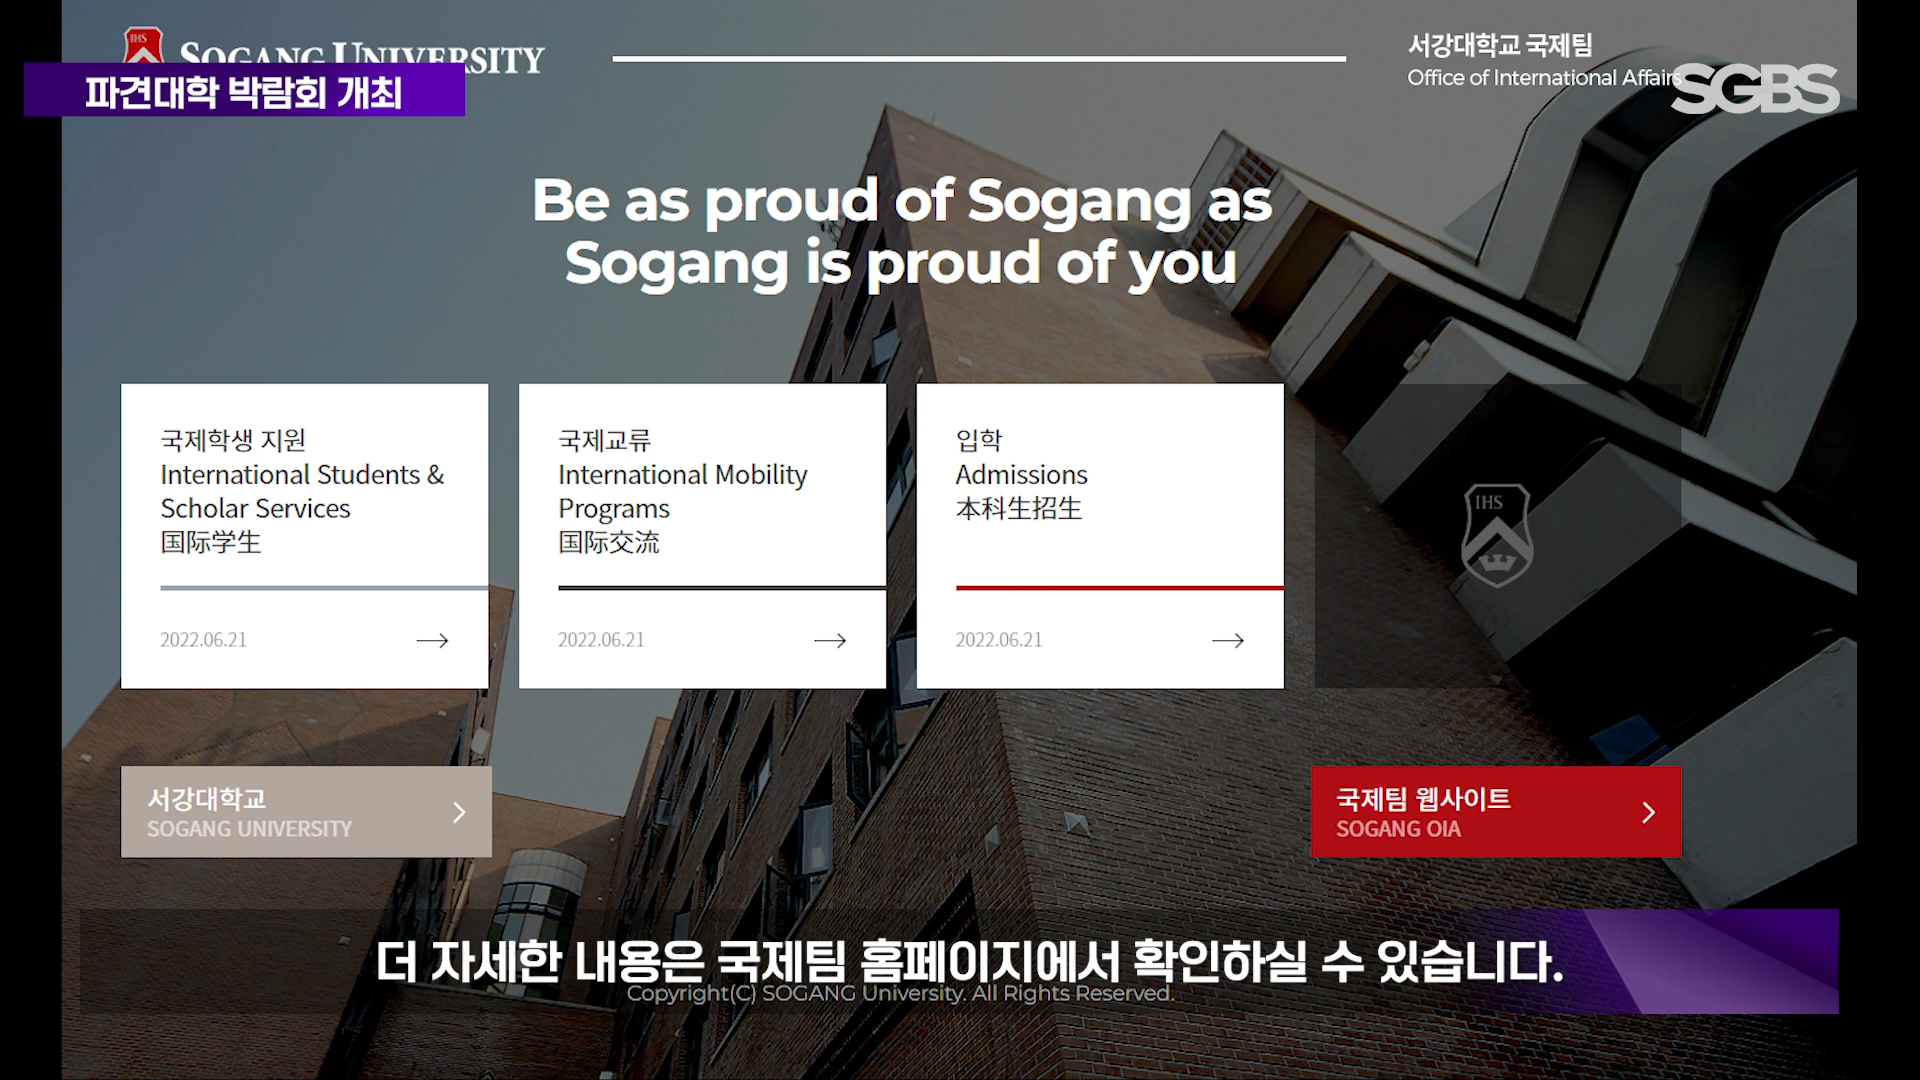 IHS
SOGANG UNIVERSITY
서강대학교 국제팀
Office of International Affairs
SGBS
파견대학 박람회 개최
Be as proud of Sogang as
Sogang is proud of you
국제학생 지원
International Students &
Scholar Services
国际学生
2022.06.21
국제교류
International Mobility
Programs
国际交流
2022.06.21
입학
Admissions
本科生招生
2022.06.21
IHS
서강대학교
SOGANG UNIVERSITY
국제팀 웹사이트
SOGANG OIA
더 자세한 내용은 국제팀 홈페이지에서 확인하실 수 있습니다.
Copyright(C) SOGANG University. All Rights Reserved.